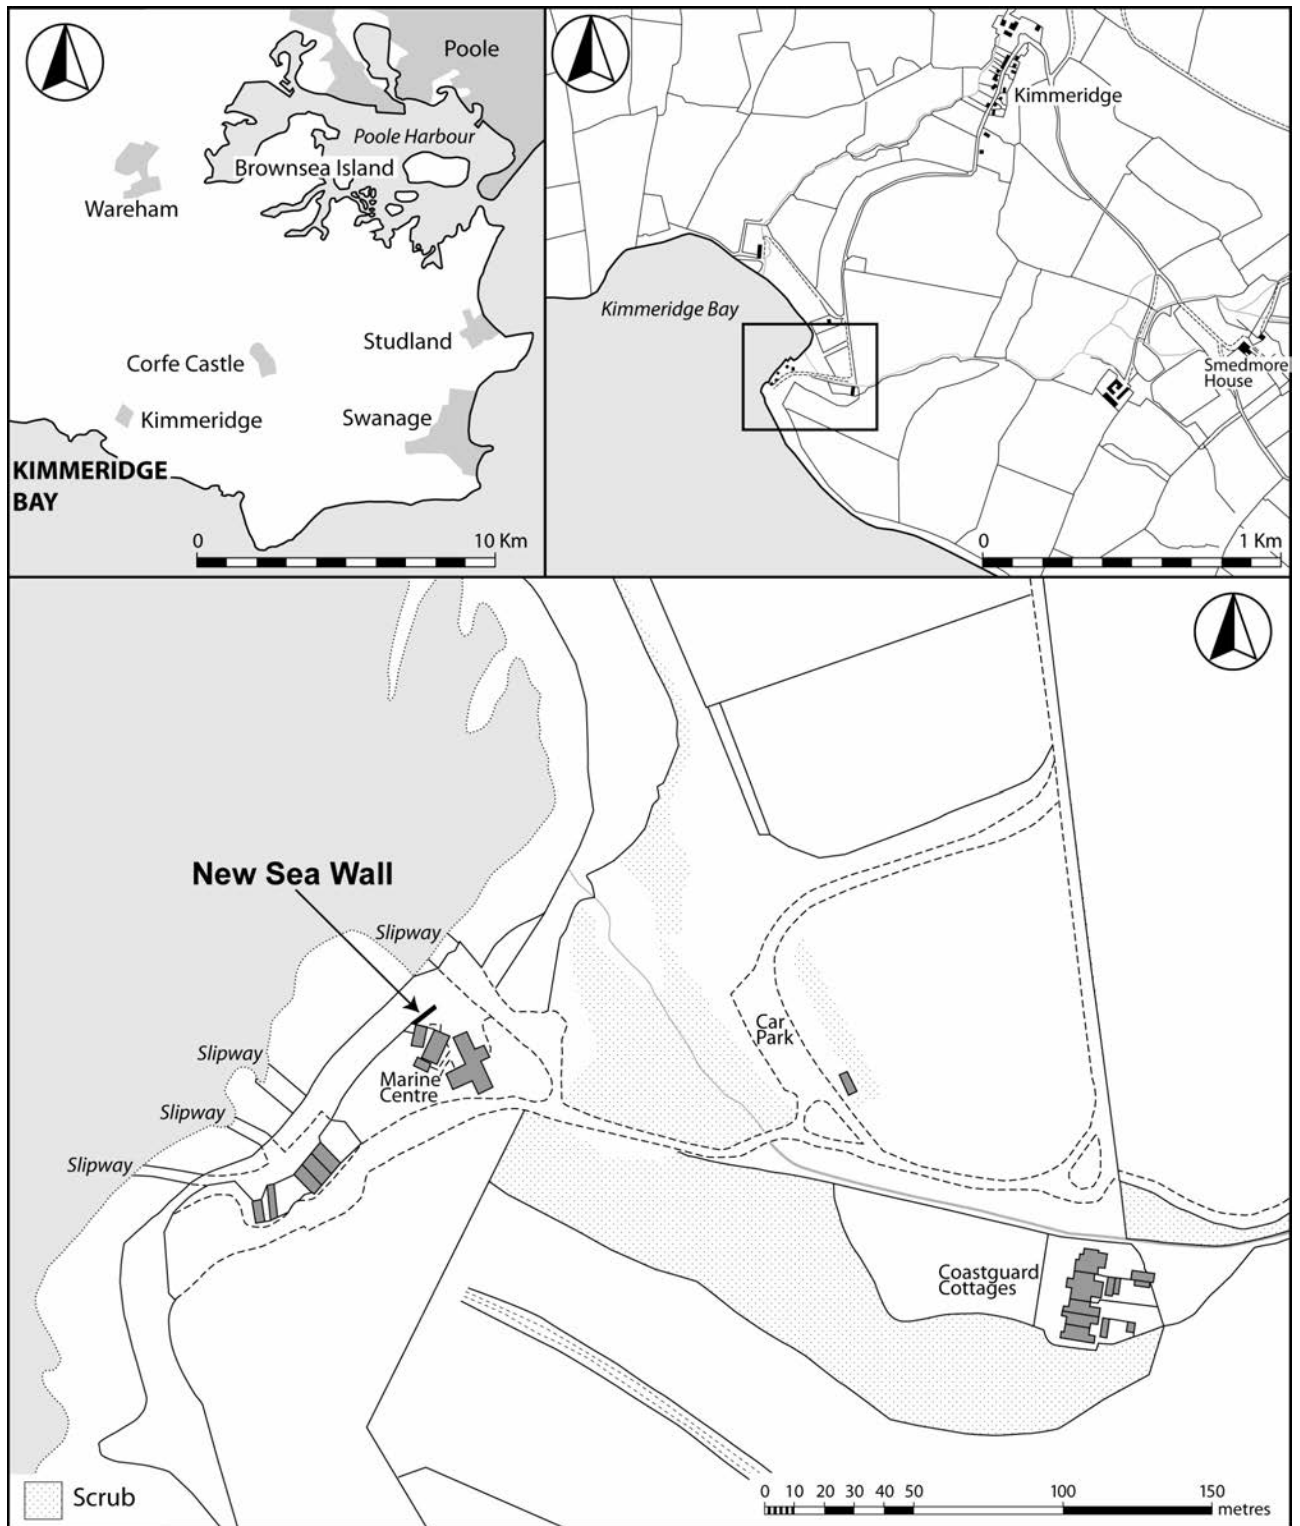 Poole
Poole Harbour
Brownsea Island
Wareham
Studland
Corfe Castle
Kimmeridge
Swanage
KIMMERIDGE
BAY
0 10 Km
Kimmeridge
Kimmeridge Bay
Smedmore
House
0 1 Km
New Sea Wall
Slipway
Car
Park
Slipway
Marine
Centre
Slipway
Slipway
Coastguard
Cottages
Scrub
0 10 20 30 40 50 100 150
metres